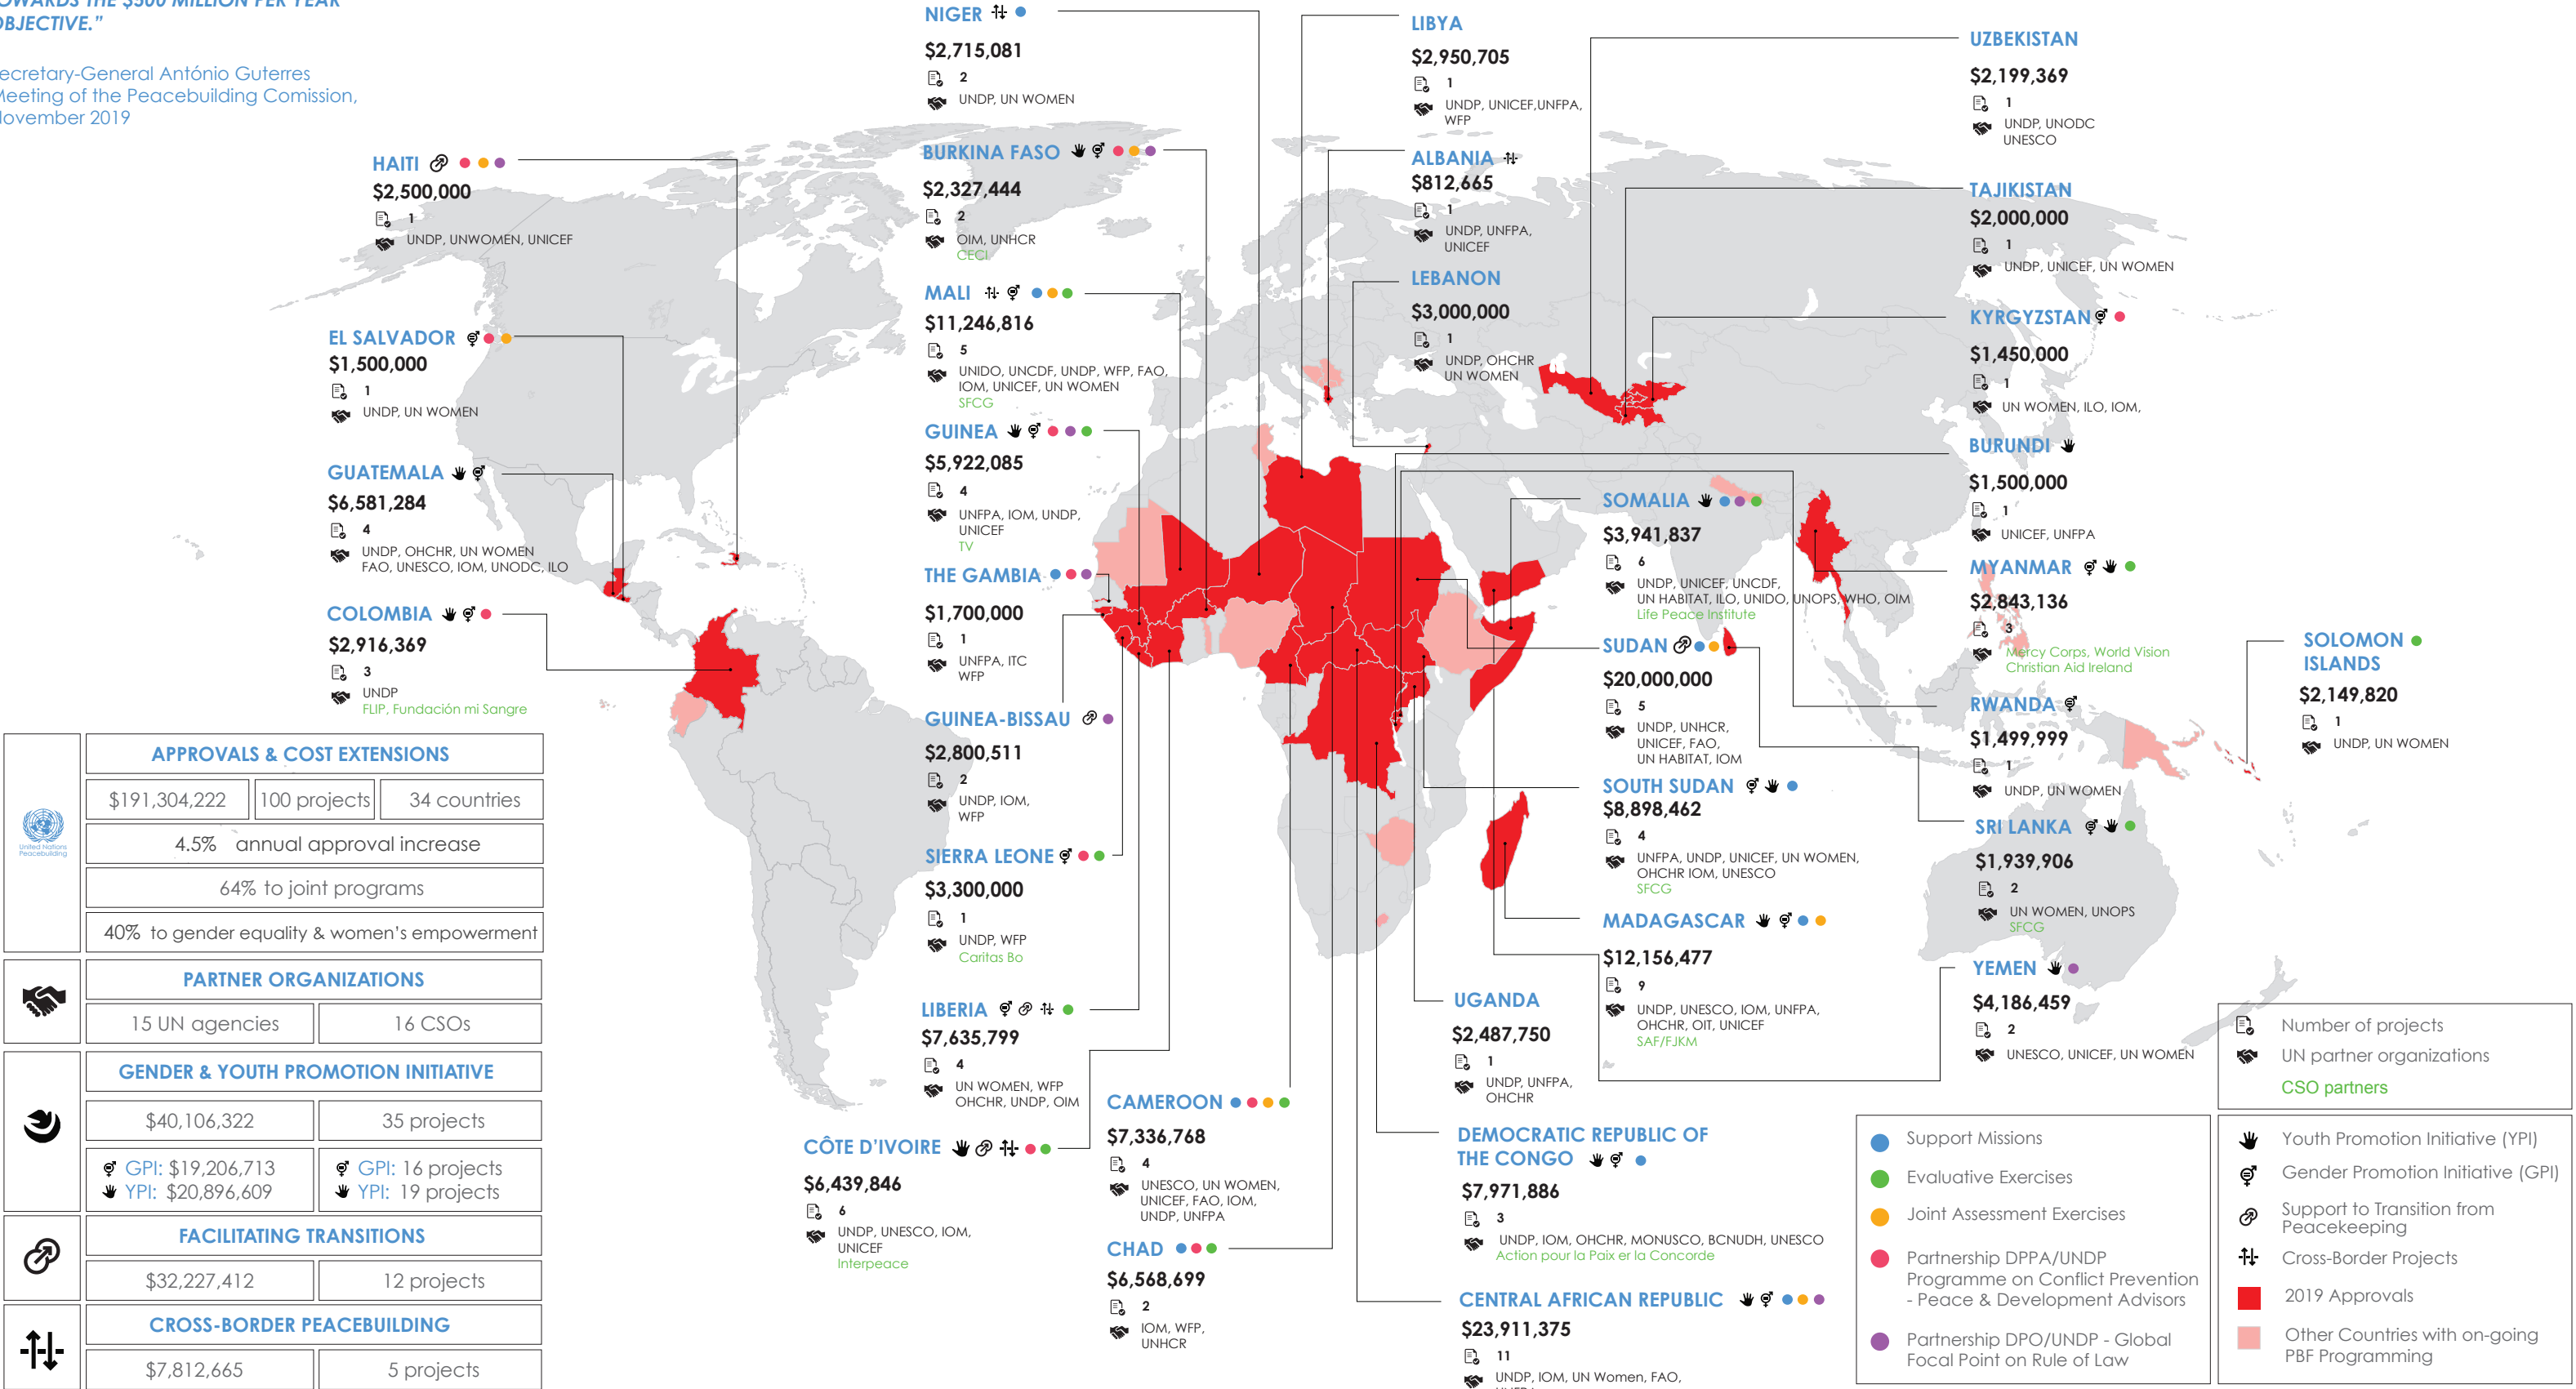 OWARDS THE $500 MILLION PER YEAR
OBJECTIVE."
ecretary-General António Guterres
Meeting of the Peacebuilding Comission,
November 2019
HAITI
$2,500,000
1
UNDP, UNWOMEN, UNICEF
EL SALVADOR
$1,500,000
1
UNDP, UN WOMEN
GUATEMALA
$6,581,284
4
UNDP, OHCHR, UN WOMEN
FAO, UNESCO, IOM, UNODC, ILO
COLOMBIA
$2,916,369
3
UNDP
FLIP, Fundación mi Sangre
NIGER
$2,715,081
2
UNDP, UN WOMEN
BURKINA FASO
$2,327,444
2
OIM, UNHCR
CECI
MALI
$11,246,816
5
UNIDO, UNCDF, UNDP, WFP, FAO,
IOM, UNICEF, UN WOMEN
SFCG
GUINEA
$5,922,085
4
UNFPA, IOM, UNDP,
UNICEF
TV
THE GAMBIA
$1,700,000
1
UNFPA, ITC
WFP
GUINEA-BISSAU
$2,800,511
2
UNDP, IOM,
WFP
SIERRA LEONE
$3,300,000
1
UNDP, WFP
Caritas Bo
LIBERIA
$7,635,799
4
UN WOMEN, WFP
OHCHR, UNDP, OIM
CÔTE D'IVOIRE
$6,439,846
6
UNDP, UNESCO, IOM,
UNICEF
Interpeace
CAMEROON
$7,336,768
4
UNESCO, UN WOMEN,
UNICEF, FAO, IOM,
UNDP, UNFPA
CHAD
$6,568,699
2
IOM, WFP,
UNHCR
LIBYA
$2,950,705
1
UNDP, UNICEF,UNFPA,
WFP
ALBANIA
$812,665
1
UNDP, UNFPA,
UNICEF
LEBANON
$3,000,000
1
UNDP, OHCHR
UN WOMEN
SOMALIA
$3,941,837
6
UNDP, UNICEF, UNCDF,
UN HABITAT, ILO, UNIDO, UNOPS, WHO, OIM
Life Peace Institute
SUDAN
$20,000,000
5
UNDP, UNHCR,
UNICEF, FAO,
UN HABITAT, IOM
SOUTH SUDAN
$8,898,462
4
UNFPA, UNDP, UNICEF, UN WOMEN,
OHCHR IOM, UNESCO
SFCG
MADAGASCAR
$12,156,477
9
UNDP, UNESCO, IOM, UNFPA,
OHCHR, OIT, UNICEF
SAF/FJKM
UGANDA
$2,487,750
1
UNDP, UNFPA,
OHCHR
DEMOCRATIC REPUBLIC OF
THE CONGO
$7,971,886
3
UNDP, IOM, OHCHR, MONUSCO, BCNUDH, UNESCO
Action pour la Paix er la Concorde
CENTRAL AFRICAN REPUBLIC
$23,911,375
11
UNDP, IOM, UN Women, FAO,
UZBEKISTAN
$2,199,369
1
UNDP, UNODC
UNESCO
TAJIKISTAN
$2,000,000
1
UNDP, UNICEF, UN WOMEN
KYRGYZSTAN
$1,450,000
1
UN WOMEN, ILO, IOM,
BURUNDI
$1,500,000
1
UNICEF, UNFPA
MYANMAR
$2,843,136
3
Mercy Corps, World Vision
Christian Aid Ireland
RWANDA
$1,499,999
1
UNDP, UN WOMEN
SRI LANKA
$1,939,906
2
UN WOMEN, UNOPS
SFCG
YEMEN
$4,186,459
2
UNESCO, UNICEF, UN WOMEN
SOLOMON
ISLANDS
$2,149,820
1
UNDP, UN WOMEN
United Nations
Peacebuilding
APPROVALS & COST EXTENSIONS
$191,304,222
100 projects
34 countries
4.5% annual approval increase
64% to joint programs
40% to gender equality & women's empowerment
PARTNER ORGANIZATIONS
15 UN agencies
16 CSOs
GENDER & YOUTH PROMOTION INITIATIVE
$40,106,322
35 projects
GPI: $19,206,713
YPI: $20,896,609
GPI: 16 projects
YPI: 19 projects
FACILITATING TRANSITIONS
$32,227,412
12 projects
CROSS-BORDER PEACEBUILDING
$7,812,665
5 projects
Number of projects
UN partner organizations
CSO partners
Support Missions
Evaluative Exercises
Joint Assessment Exercises
Partnership DPPA/UNDP
Programme on Conflict Prevention
- Peace & Development Advisors
Partnership DPO/UNDP - Global
Focal Point on Rule of Law
Youth Promotion Initiative (YPI)
Gender Promotion Initiative (GPI)
Support to Transition from
Peacekeeping
Cross-Border Projects
2019 Approvals
Other Countries with on-going
PBF Programming